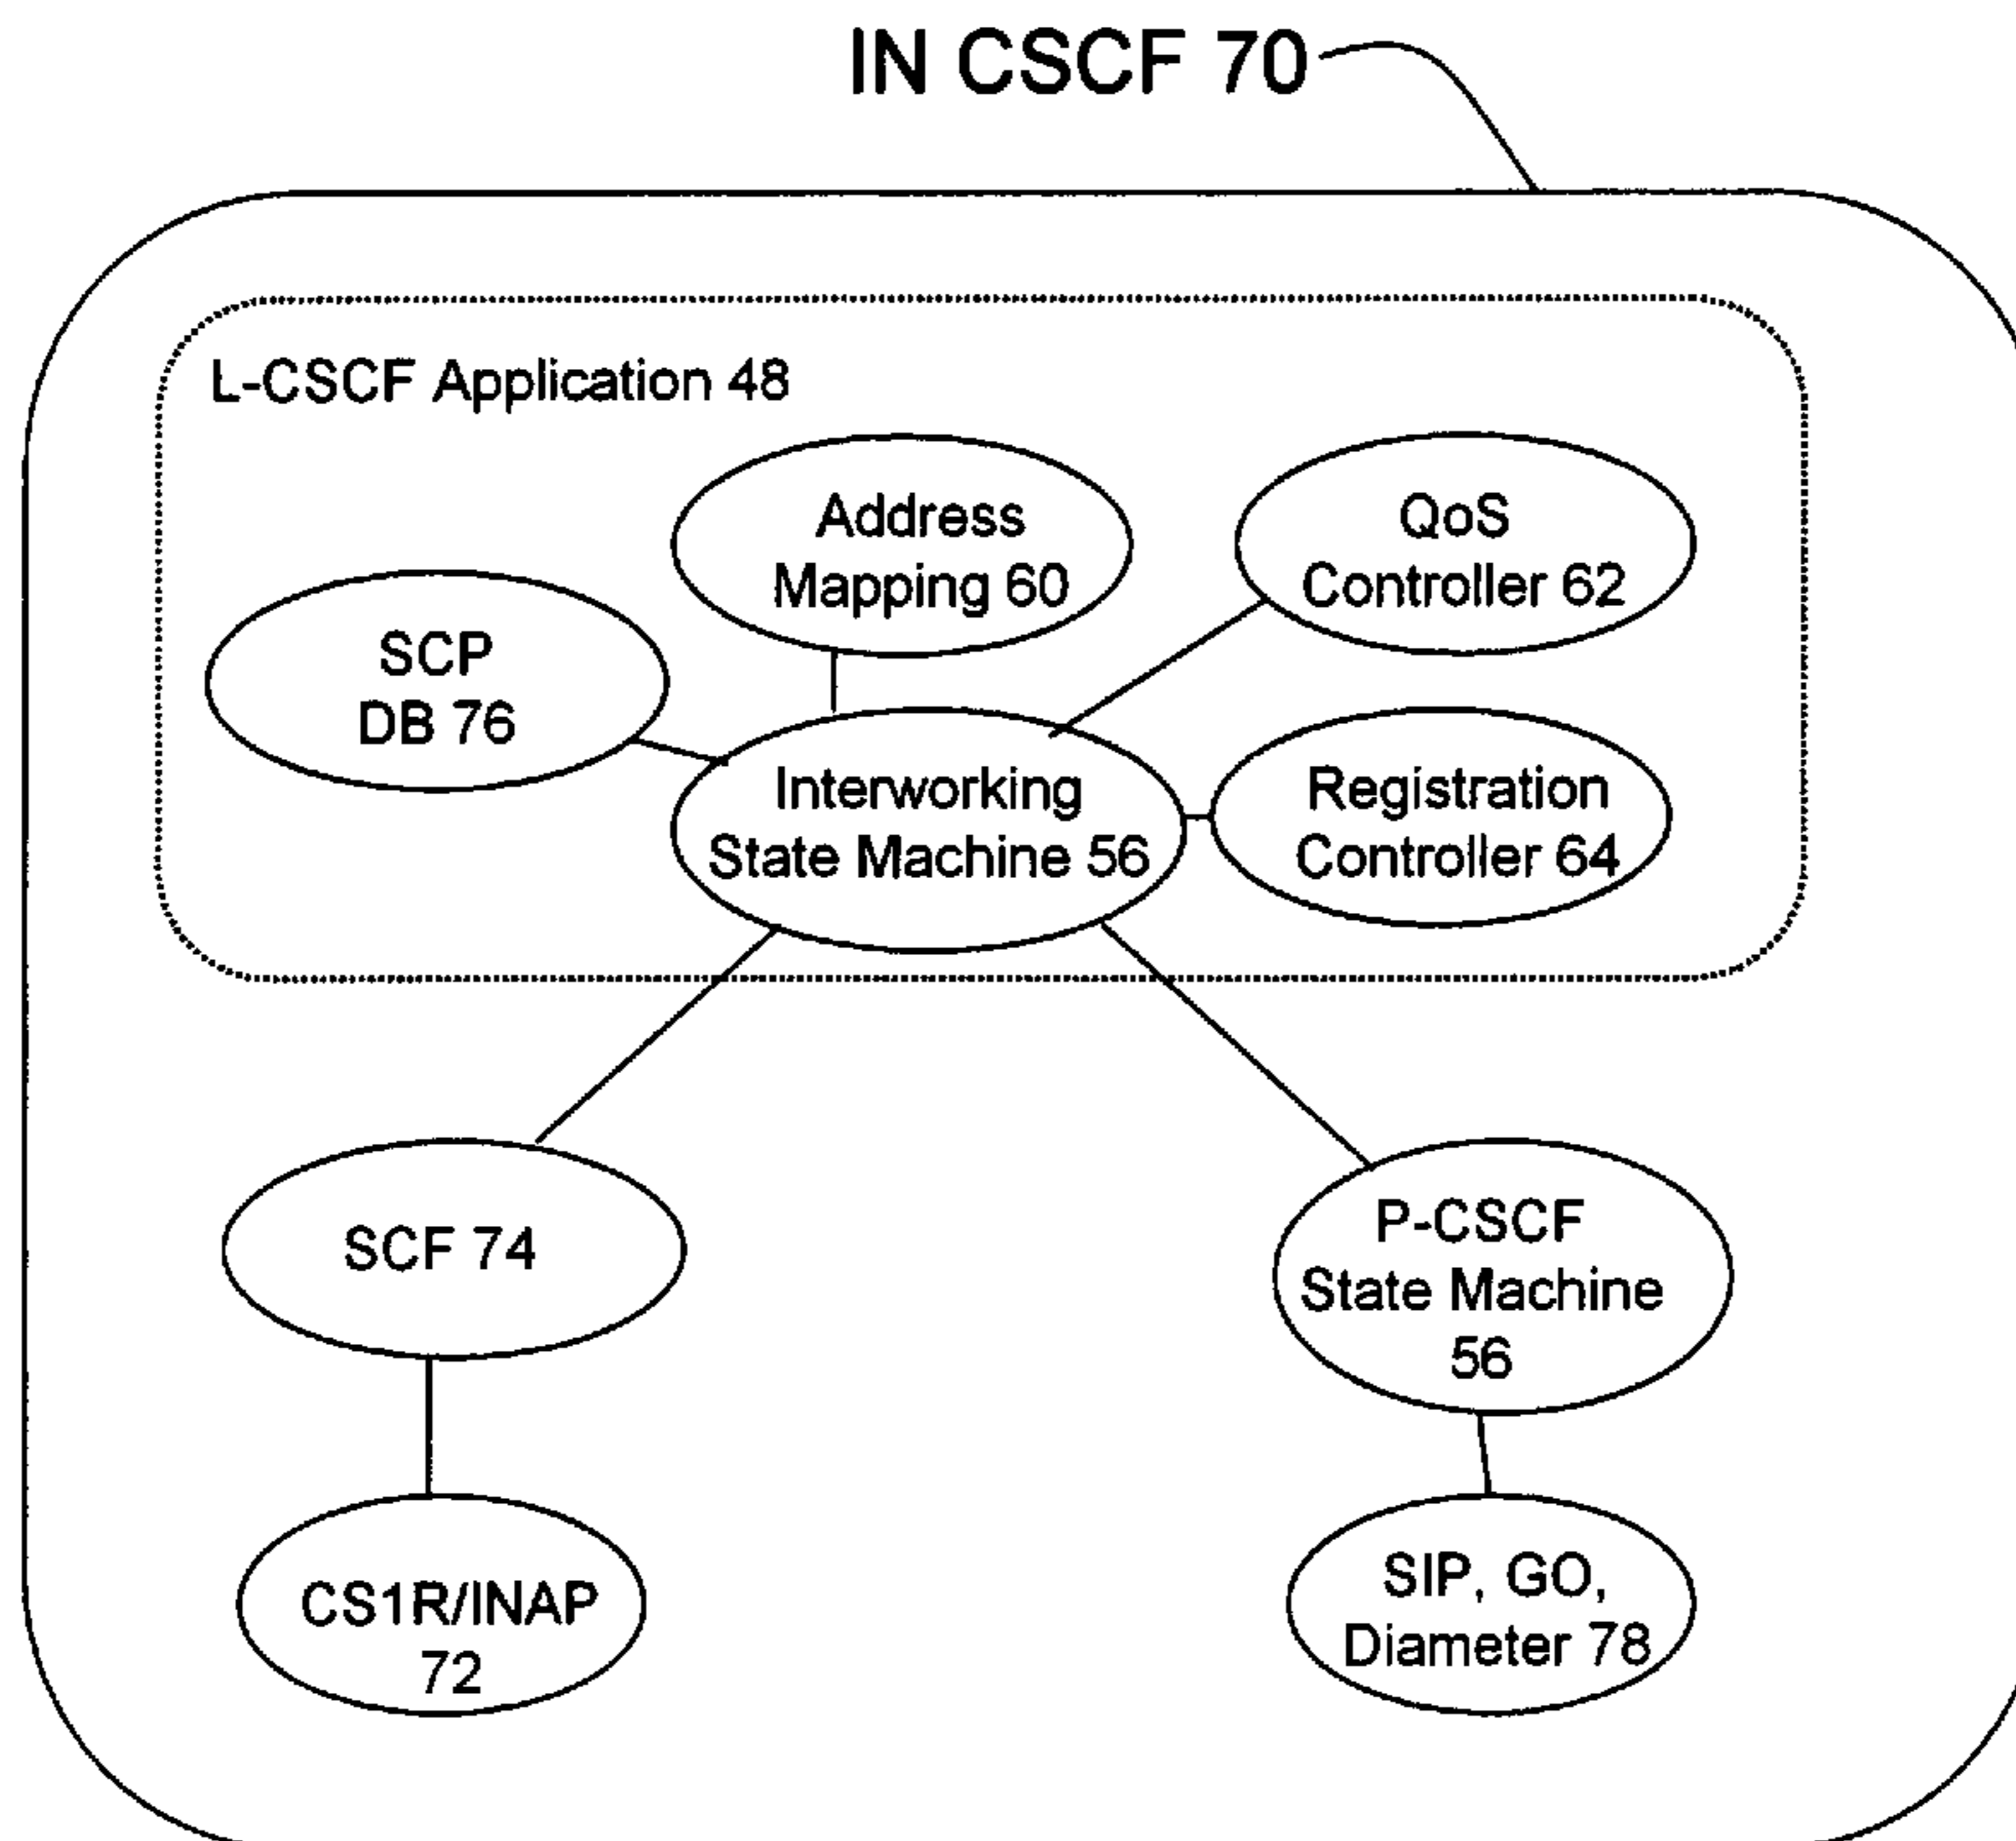 IN CSCF 70
L-CSCF Application 48
Address
Mapping 60
QoS
Controller 62
SCP
DB 76
Interworking
State Machine 56
Registration
Controller 64
SCF 74
P-CSCF
State Machine
56
CS1R/INAP
72
SIP, GO,
Diameter 78